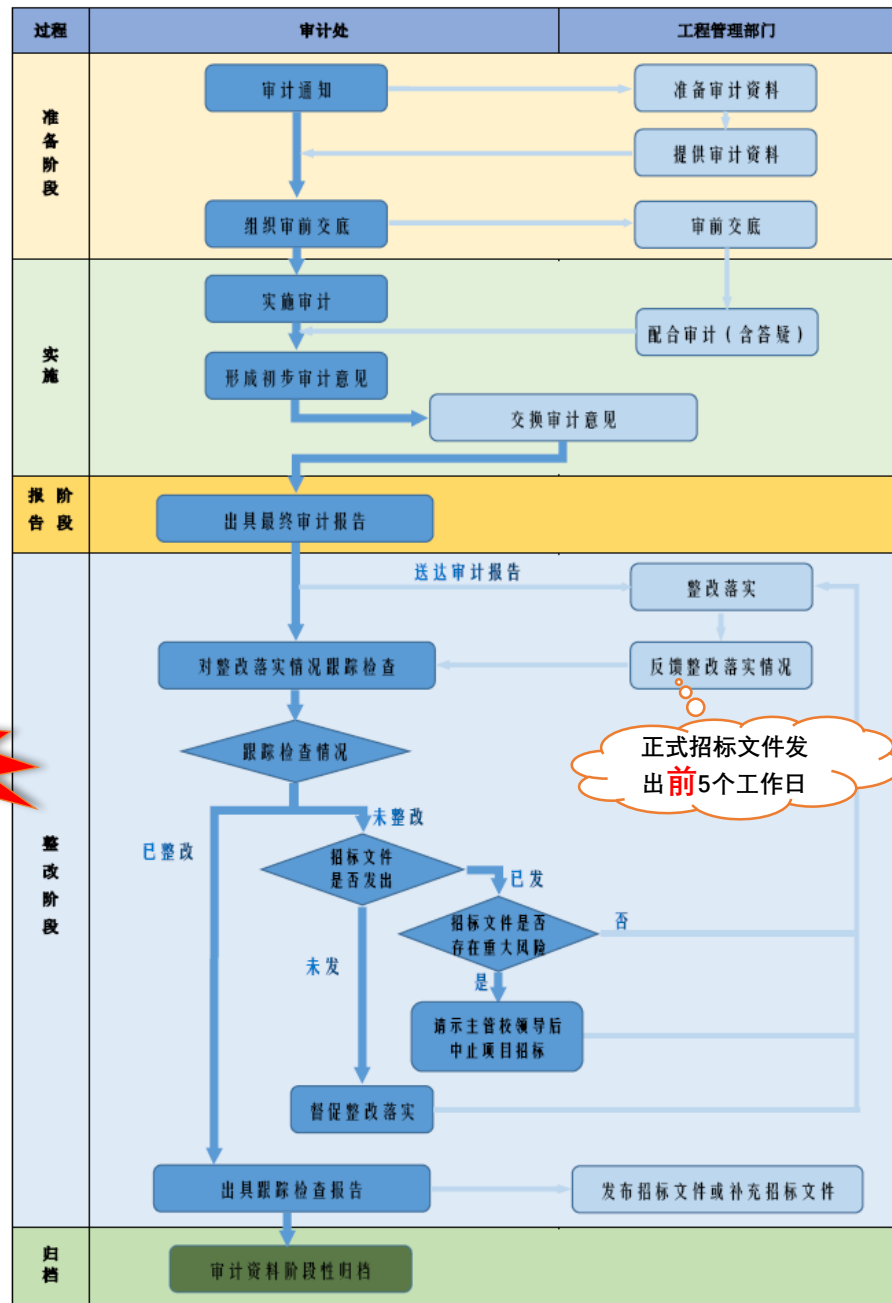 过程
审计处
工程管理部门
准
备
阶
段
审计通知
准备审计资料
提供审计资料
组织审前交底
审前交底
实
施
实施审计
配合审计（含答疑）
形成初步审计意见
交换审计意见
报 阶
告 段
出具最终审计报告
送达审计报告
整改落实
对整改落实情况跟踪检查
反馈整改落实情况
正式招标文件发
出前5个工作日
跟踪检查情况
整
改
阶
段
已整改
未整改
招标文件
是否发出
已发
招标文件是否
存在重大风险
否
未发
是
请示主管校领导后
中止项目招标
督促整改落实
出具跟踪检查报告
发布招标文件或补充招标文件
归
档
审计资料阶段性归档